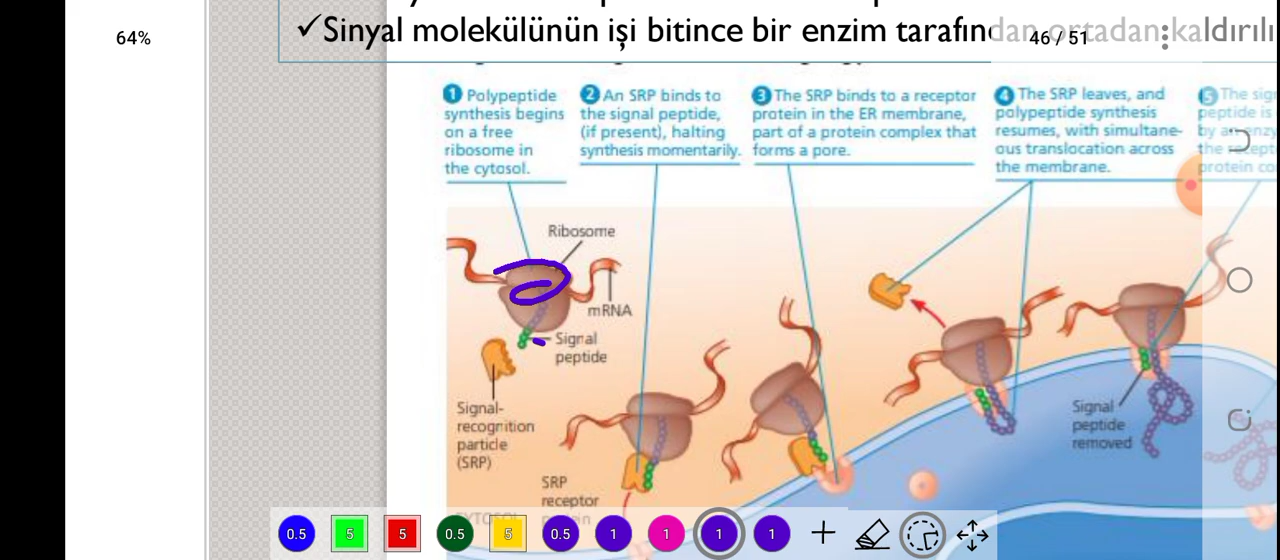 64%
✓Sinyal molekülünün işi bitince bir enzim tarafından ortadan kaldırılı
46 / 51
1 Polypeptide
synthesis begins
on a free
ribosome in
the cytosol.
2 An SRP binds to
the signal peptide,
(if present), halting
synthesis momentarily.
3 The SRP binds to a receptor
protein in the ER membrane,
part of a protein complex that
forms a pore.
4 The SRP leaves, and
polypeptide synthesis
resumes, with simultane-
ous translocation across
the membrane.
5 The sig
peptide is
by an enzy
the recept
protein co
Ribosome
mRNA
Signal
peptide
Signal-
recognition
particle
(SRP)
SRP
receptor
protein
CYTOSOL
Signal
peptide
removed
0.5 5 5 0.5 5 0.5 1 1 1 1